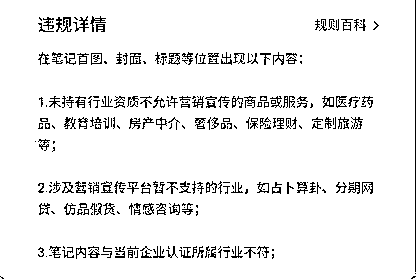 违规详情
规则百科 >
在笔记首图、封面、标题等位置出现以下内容：
1.未持有行业资质不允许营销宣传的商品或服务，如医疗药
品、教育培训、房产中介、奢侈品、保险理财、定制旅游
等；
2.涉及营销宣传平台暂不支持的行业，如占卜算卦、分期网
贷、仿品假货、情感咨询等；
3.笔记内容与当前企业认证所属行业不符；